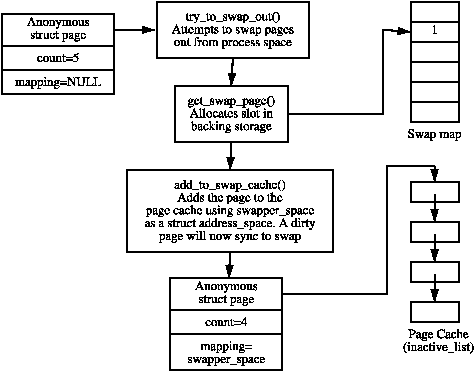 Anonymous
struct page
count=5
mapping=NULL
try_to_swap_out()
Attempts to swap pages
out from process space
get_swap_page()
Allocates slot in
backing storage
1
Swap map
add_to_swap_cache()
Adds the page to the
page cache using swapper_space
as a struct address_space. A dirty
page will now sync to swap
Anonymous
struct page
count=4
mapping=
swapper_space
Page Cache
(inactive_list)